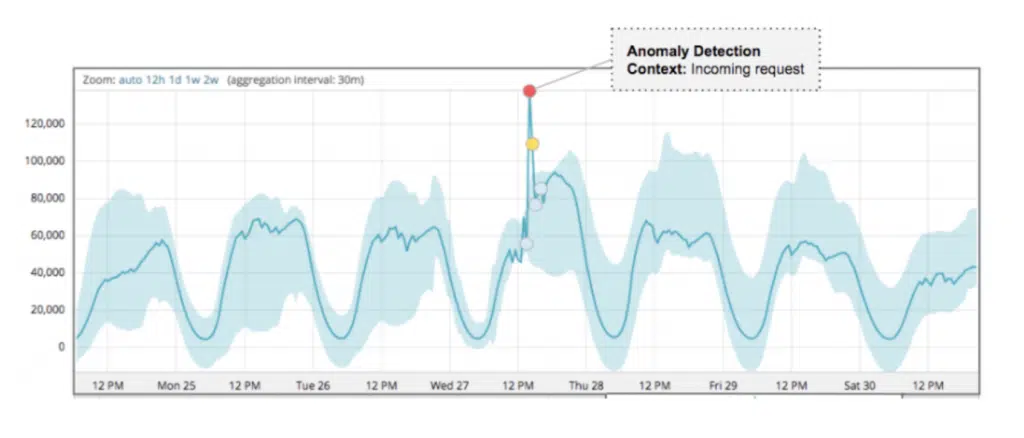 Anomaly Detection
Context: Incoming request
Zoom: auto 12h 1d 1w 2w (aggregation interval: 30m)
120,000
100,000
80,000
60,000
40,000
20,000
0
12 PM Mon 25 12 PM Tue 26 12 PM Wed 27 12 PM Thu 28 12 PM Fri 29 12 PM Sat 30 12 PM